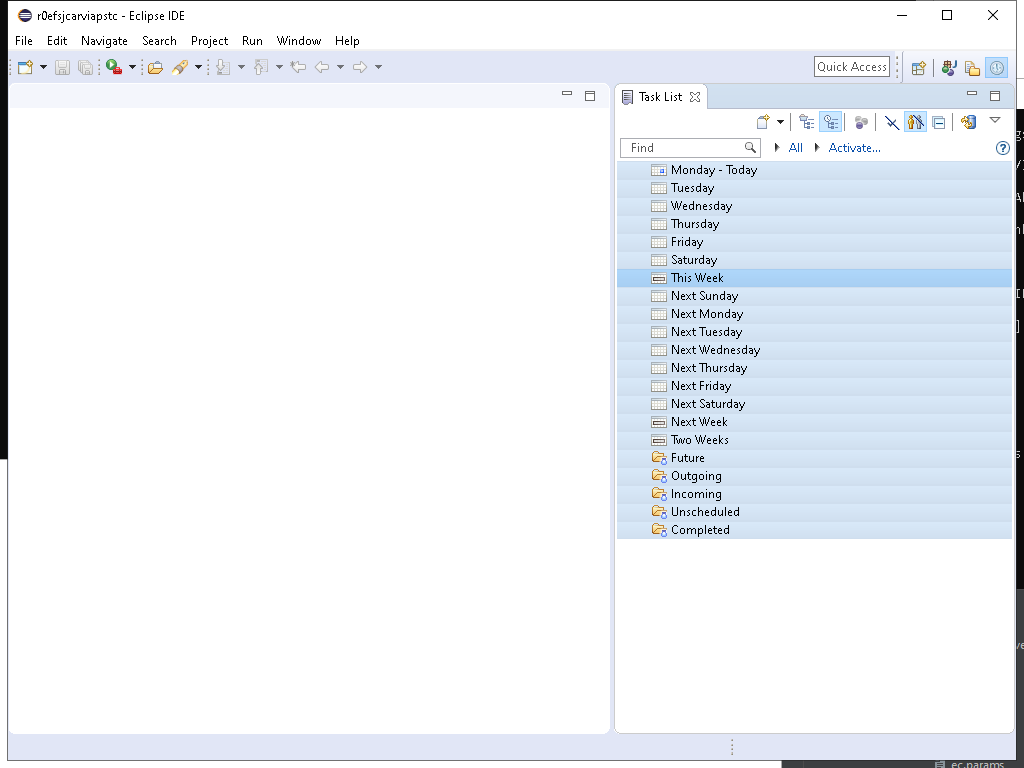 r0efsjcarviapstc - Eclipse IDE
File Edit Navigate Search Project Run Window Help
Quick Access
Task List
Find All Activate...
Monday - Today
Tuesday
Wednesday
Thursday
Friday
Saturday
This Week
Next Sunday
Next Monday
Next Tuesday
Next Wednesday
Next Thursday
Next Friday
Next Saturday
Next Week
Two Weeks
Future
Outgoing
Incoming
Unscheduled
Completed
ec.params